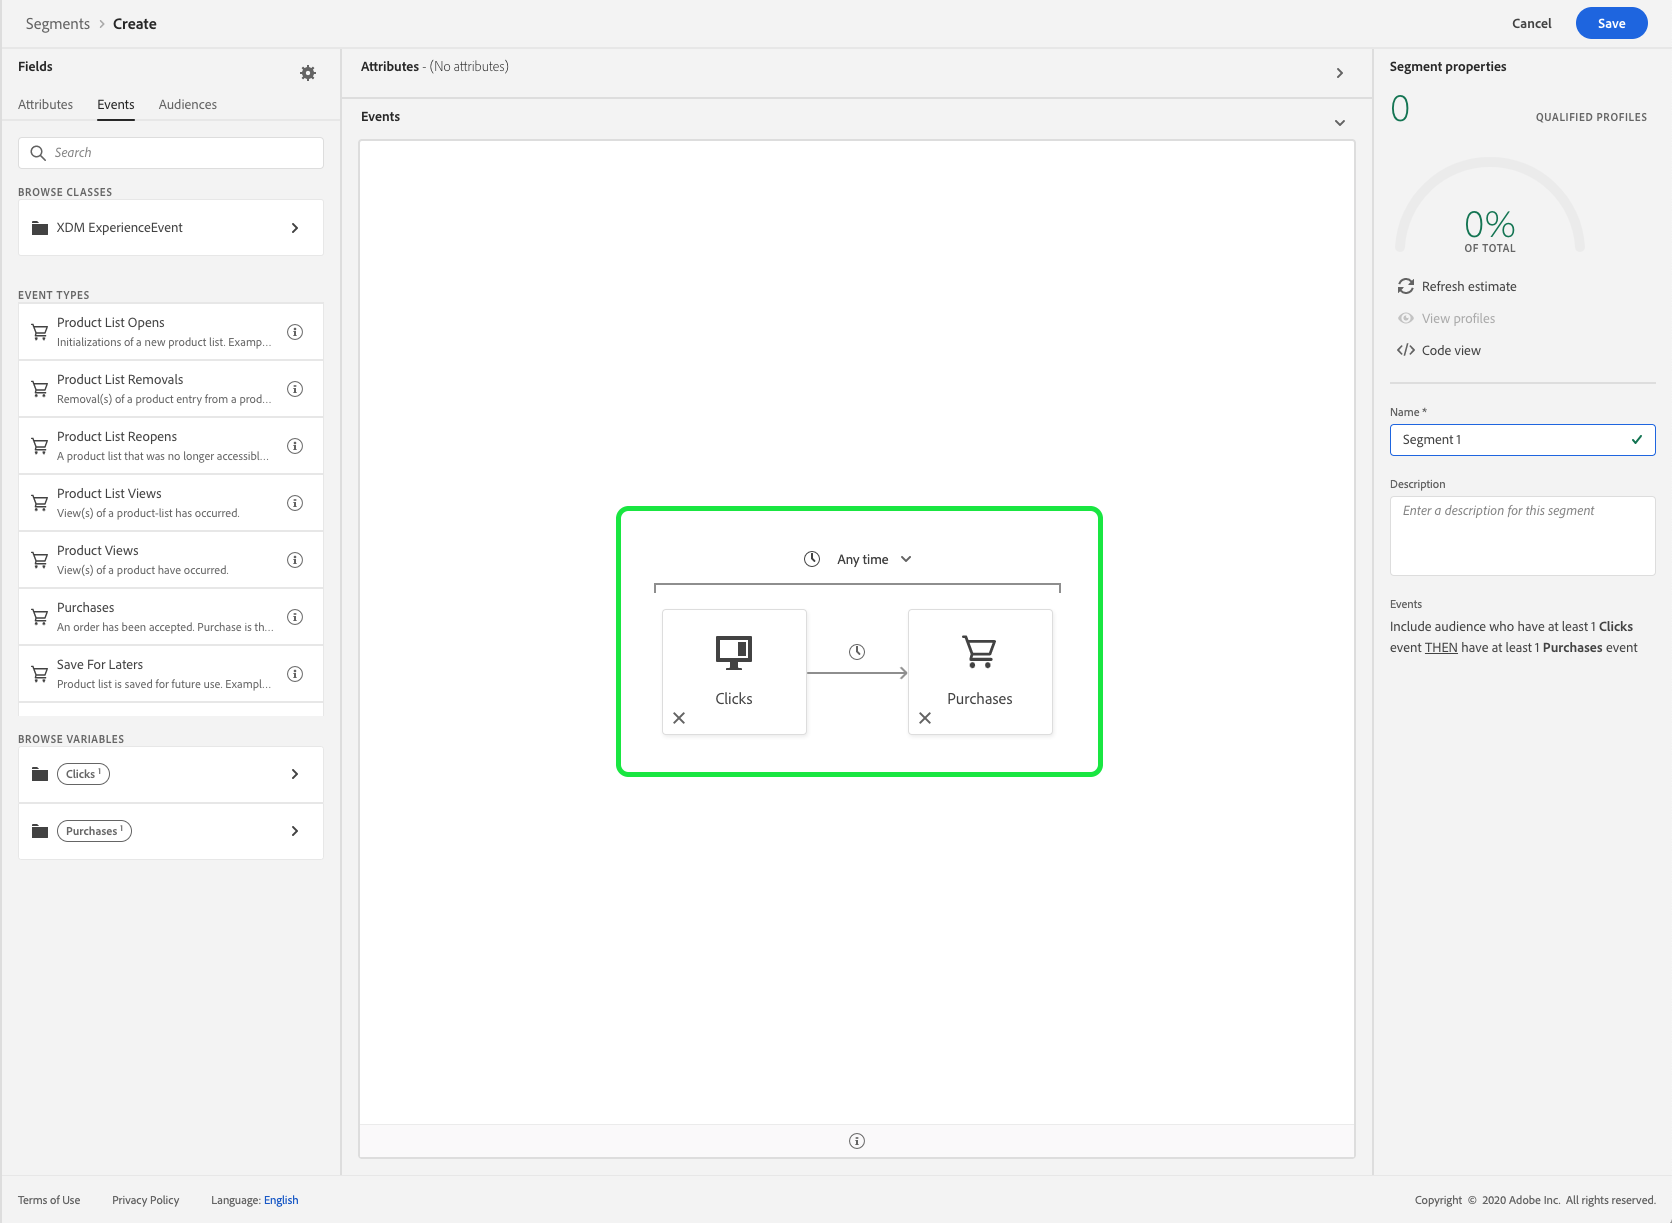 Segments > Create
Cancel
Save
Fields
Attributes
Events
Audiences
Search
BROWSE CLASSES
XDM ExperienceEvent
EVENT TYPES
Product List Opens
Initializations of a new product list. Examp...
Product List Removals
Removal(s) of a product entry from a prod...
Product List Reopens
A product list that was no longer accessibl...
Product List Views
View(s) of a product-list has occurred.
Product Views
View(s) of a product have occurred.
Purchases
An order has been accepted. Purchase is th...
Save For Laters
Product list is saved for future use. Exampl...
BROWSE VARIABLES
Clicks 1
Purchases 1
Attributes - (No attributes)
Events
Any time
Clicks
Purchases
Segment properties
0
QUALIFIED PROFILES
0%
OF TOTAL
Refresh estimate
View profiles
</> Code view
Name *
Segment 1
Description
Enter a description for this segment
Events
Include audience who have at least 1 Clicks
event THEN have at least 1 Purchases event
Terms of Use
Privacy Policy
Language: English
Copyright © 2020 Adobe Inc. All rights reserved.